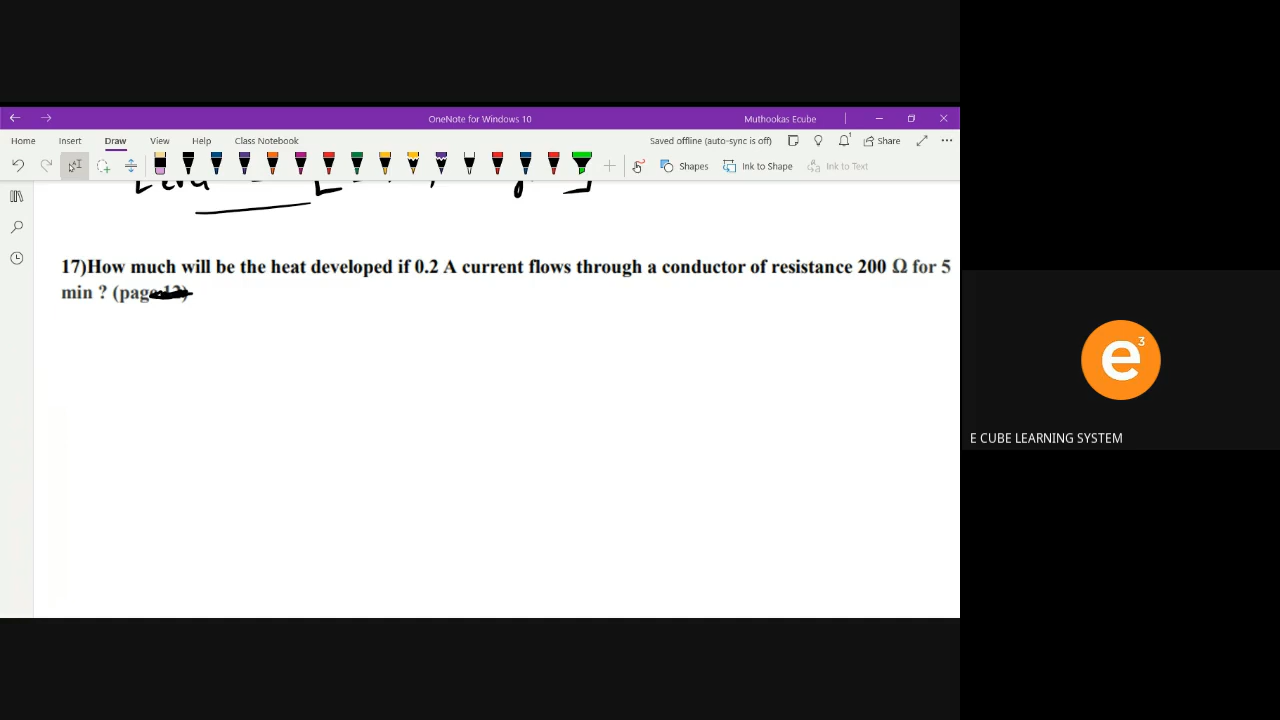 OneNote for Windows 10
Muthookas Ecube
Home Insert Draw View Help Class Notebook
Saved offline (auto-sync is off)
Share
Shapes
Ink to Shape
Ink to Text
17)How much will be the heat developed if 0.2 A current flows through a conductor of resistance 200 Ω for 5
min ? (page
e3
E CUBE LEARNING SYSTEM